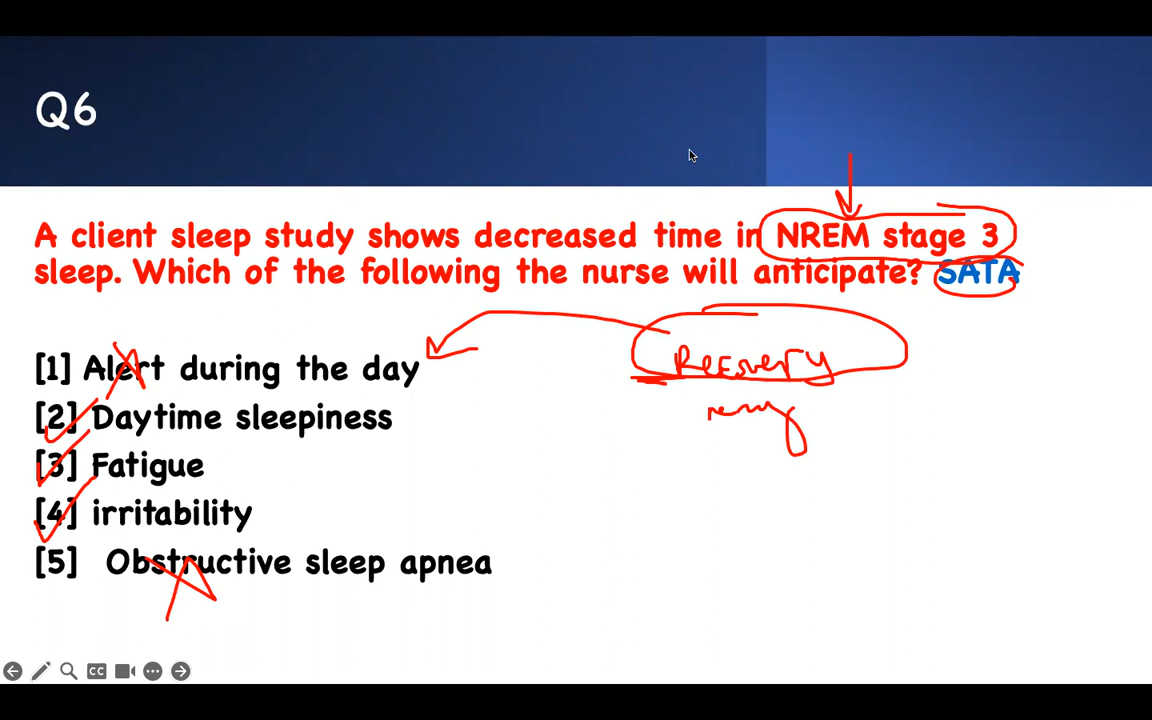 Q6
A client sleep study shows decreased time in NREM stage 3
sleep. Which of the following the nurse will anticipate? SATA
[1] Alert during the day
Recovery
[2] Daytime sleepiness
[3] Fatigue
[4] irritability
[5] Obstructive sleep apnea
CC